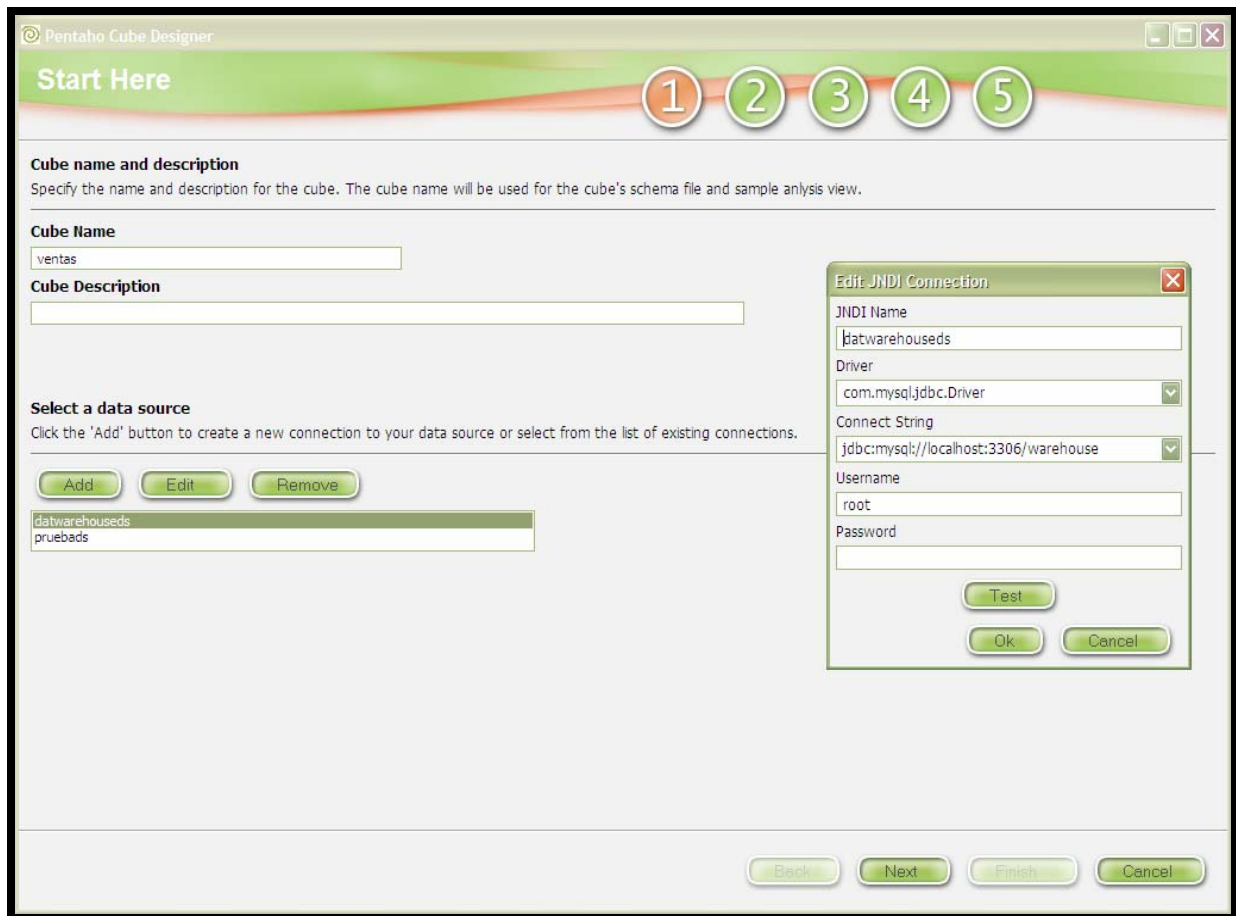 Pentaho Cube Designer
Start Here
1 2 3 4 5
Cube name and description
Specify the name and description for the cube. The cube name will be used for the cube's schema file and sample anlysis view.
Cube Name
ventas
Cube Description
Select a data source
Click the 'Add' button to create a new connection to your data source or select from the list of existing connections.
Add Edit Remove
datwarehouseds
pruebads
Edit JNDI Connection
JNDI Name
datwarehouseds
Driver
com.mysql.jdbc.Driver
Connect String
jdbc:mysql://localhost:3306/warehouse
Username
root
Password
Test
Ok Cancel
Back Next Finish Cancel